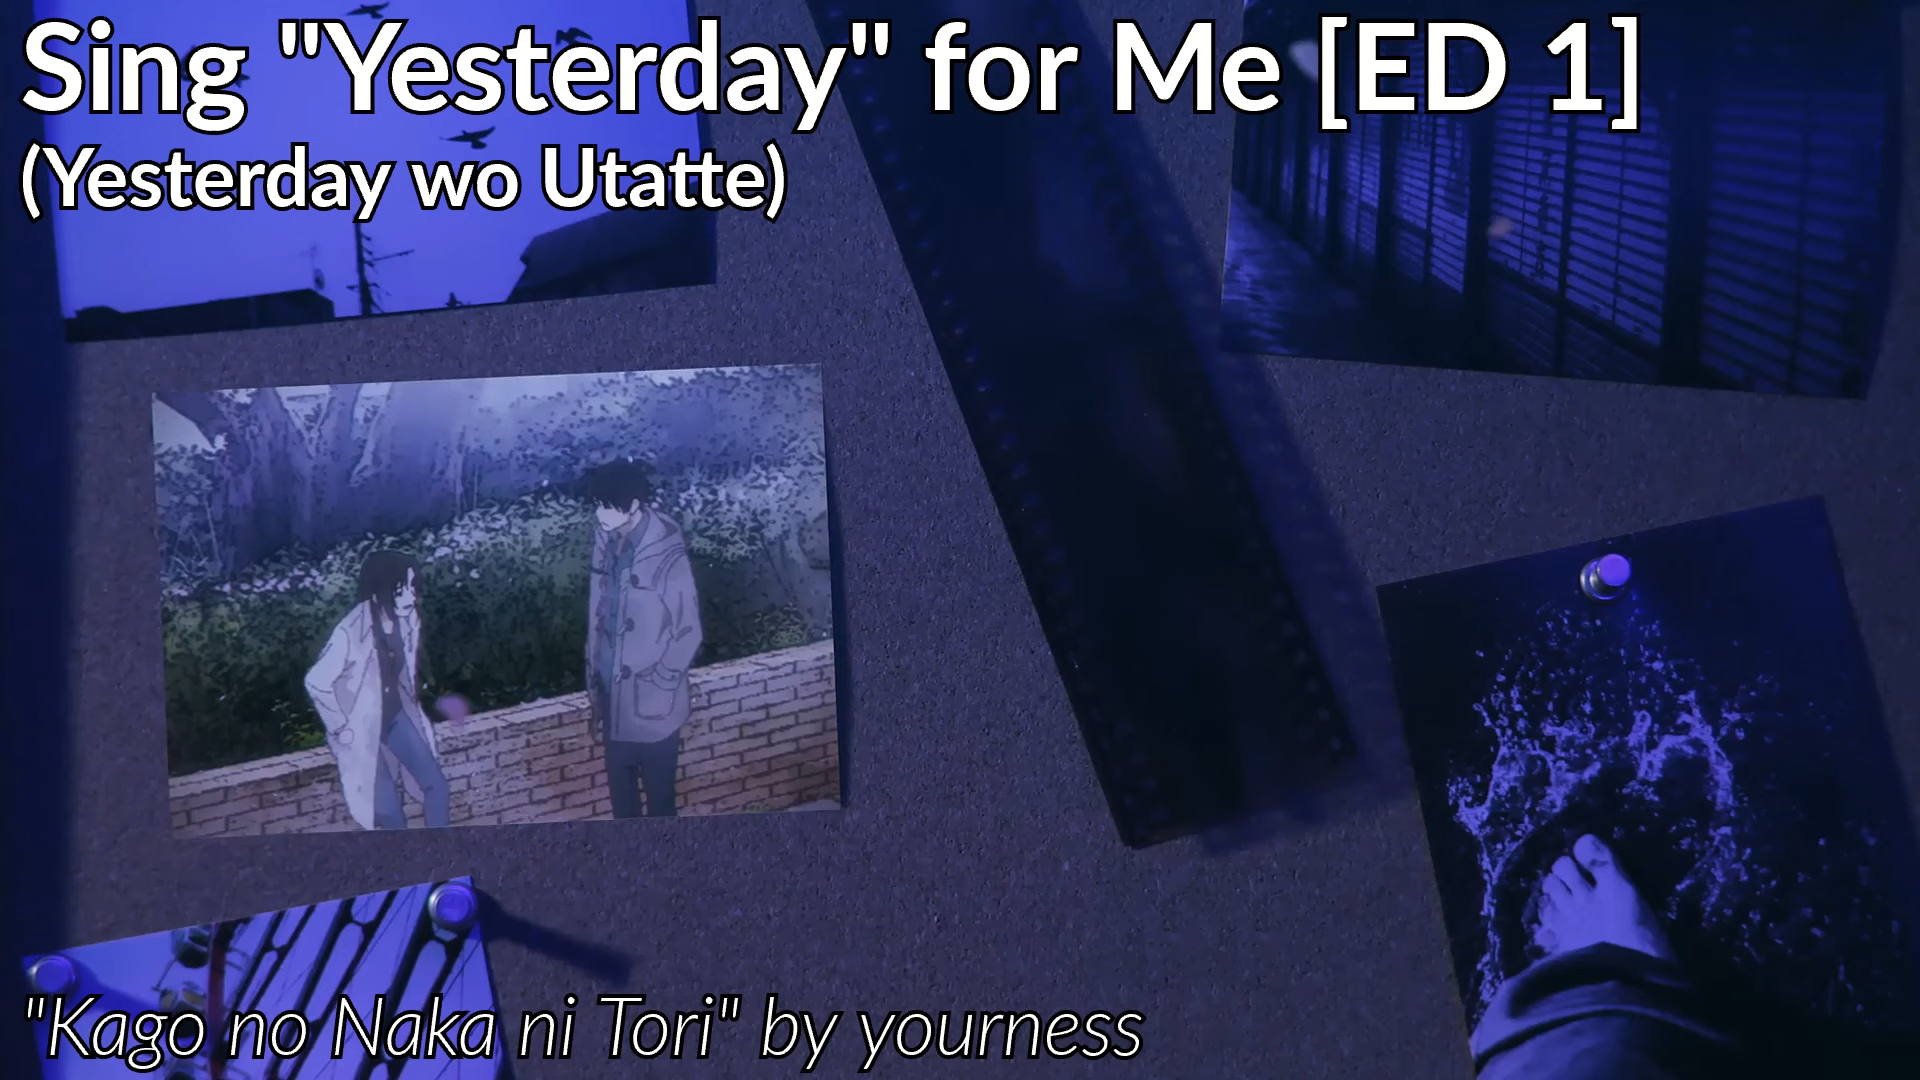 Sing "Yesterday" for Me [ED 1]
(Yesterday wo Utatte)
"Kago no Naka ni Tori" by yourness